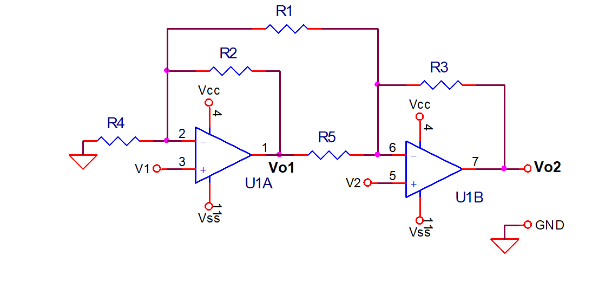 R1
R2
R3
Vcc
Vcc
4
4
R4
R5
2
-
1
6
-
7
V1
3
+
Vo1
V2
5
+
Vo2
U1A
U1B
11
Vss
11
Vss
GND